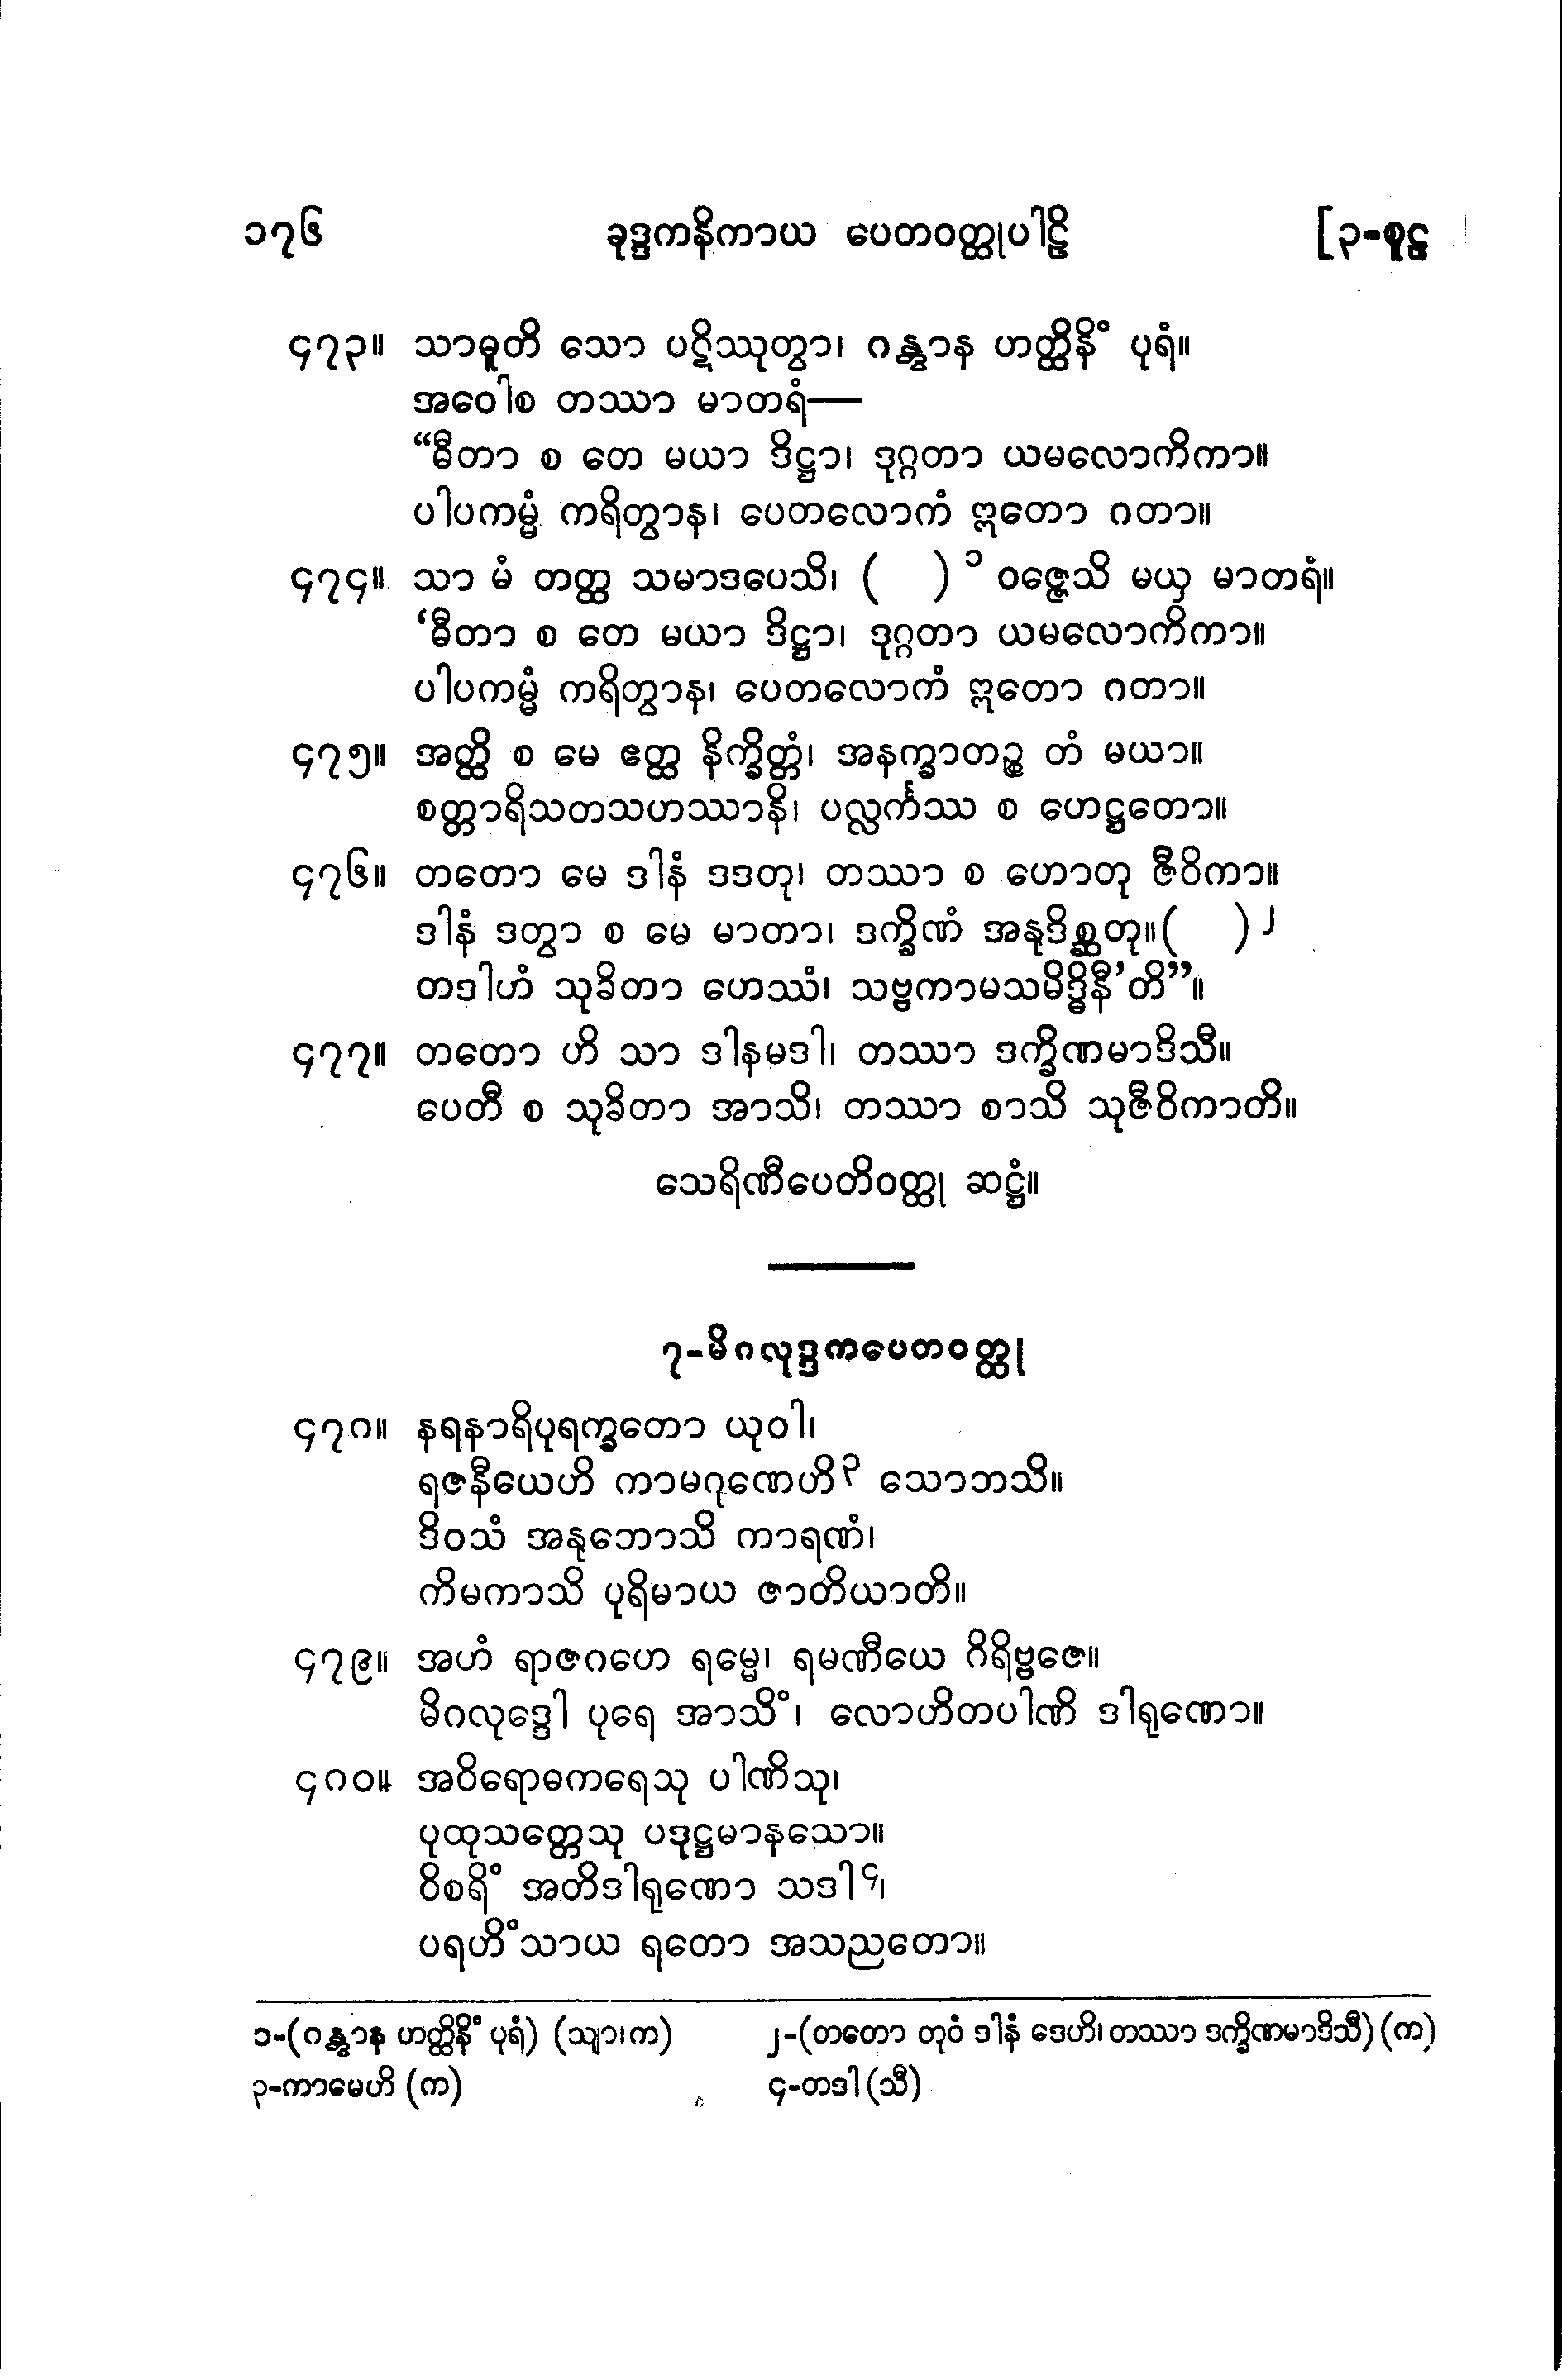 ၁၇၆ ခုဒ္ဒကနိကာယ ပေတဝတ္ထုပါဠိ [၃-စူဠ
၄၇၃။ သာဓူတိ သော ပဋိဿုတွာ၊ ဂန္တွာန ဟတ္ထိနိံ ပုရံ။
အဝေါစ တဿာ မာတရံ—
“ဓီတာ စ တေ မယာ ဒိဋ္ဌာ၊ ဒုဂ္ဂတာ ယမလောကိကာ။
ပါပကမ္မံ ကရိတွာန၊ ပေတလောကံ ဣတော ဂတာ။
၄၇၄။ သာ မံ တတ္ထ သမာဒပေသိ၊ ( ) ၁ ဝဇ္ဇေသိ မယှ မာတရံ။
‘ဓီတာ စ တေ မယာ ဒိဋ္ဌာ၊ ဒုဂ္ဂတာ ယမလောကိကာ။
ပါပကမ္မံ ကရိတွာန၊ ပေတလောကံ ဣတော ဂတာ။
၄၇၅။ အတ္ထိ စ မေ ဧတ္ထ နိက္ခိတ္တံ၊ အနက္ခာတဉ္စ တံ မယာ။
စတ္တာရိသတသဟဿာနိ၊ ပလ္လင်္ကဿ စ ဟေဋ္ဌတော။
၄၇၆။ တတော မေ ဒါနံ ဒဒတု၊ တဿာ စ ဟောတု ဇီဝိကာ။
ဒါနံ ဒတွာ စ မေ မာတာ၊ ဒက္ခိဏံ အနုဒိစ္ဆတု။( ) ၂
တဒါဟံ သုခိတာ ဟေဿံ၊ သဗ္ဗကာမသမိဒ္ဓိနီ’တိ”။
၄၇၇။ တတော ဟိ သာ ဒါနမဒါ၊ တဿာ ဒက္ခိဏမာဒိသီ။
ပေတီ စ သုခိတာ အာသိ၊ တဿာ စာသိ သုဇီဝိကာတိ။
သေရိဏီပေတိဝတ္ထု ဆဋ္ဌံ။
၇-မိဂလုဒ္ဒကပေတဝတ္ထု
၄၇၈။ နရနာရိပုရက္ခတော ယုဝါ၊
ရဇနီယေဟိ ကာမဂုဏေဟိ၃ သောဘသိ။
ဒိဝသံ အနုဘောသိ ကာရဏံ၊
ကိမကာသိ ပုရိမာယ ဇာတိယာတိ။
၄၇၉။ အဟံ ရာဇဂဟေ ရမ္မေ၊ ရမဏီယေ ဂိရိဗ္ဗဇေ။
မိဂလုဒ္ဒေါ ပုရေ အာသိံ၊ လောဟိတပါဏိ ဒါရုဏော။
၄၈၀။ အဝိရောဓကရေသု ပါဏိသု၊
ပုထုသတ္တေသု ပဒုဋ္ဌမာနသော။
ဝိစရိံ အတိဒါရုဏော သဒါ၄၊
ပရဟိံသာယ ရတော အသညတော။
၁-(ဂန္တွာန ဟတ္ထိနိံ ပုရံ) (သျာ၊က) ၂-(တတော တုဝံ ဒါနံ ဒေဟိ၊ တဿာ ဒက္ခိဏမာဒိသီ) (က)
၃-ကာမေဟိ (က) ၄-တဒါ (သီ)